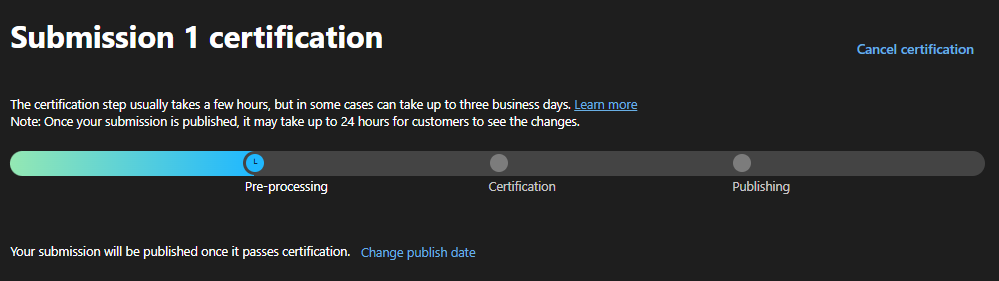 Submission 1 certification
Cancel certification
The certification step usually takes a few hours, but in some cases can take up to three business days. Learn more
Note: Once your submission is published, it may take up to 24 hours for customers to see the changes.
Pre-processing
Certification
Publishing
Your submission will be published once it passes certification. Change publish date